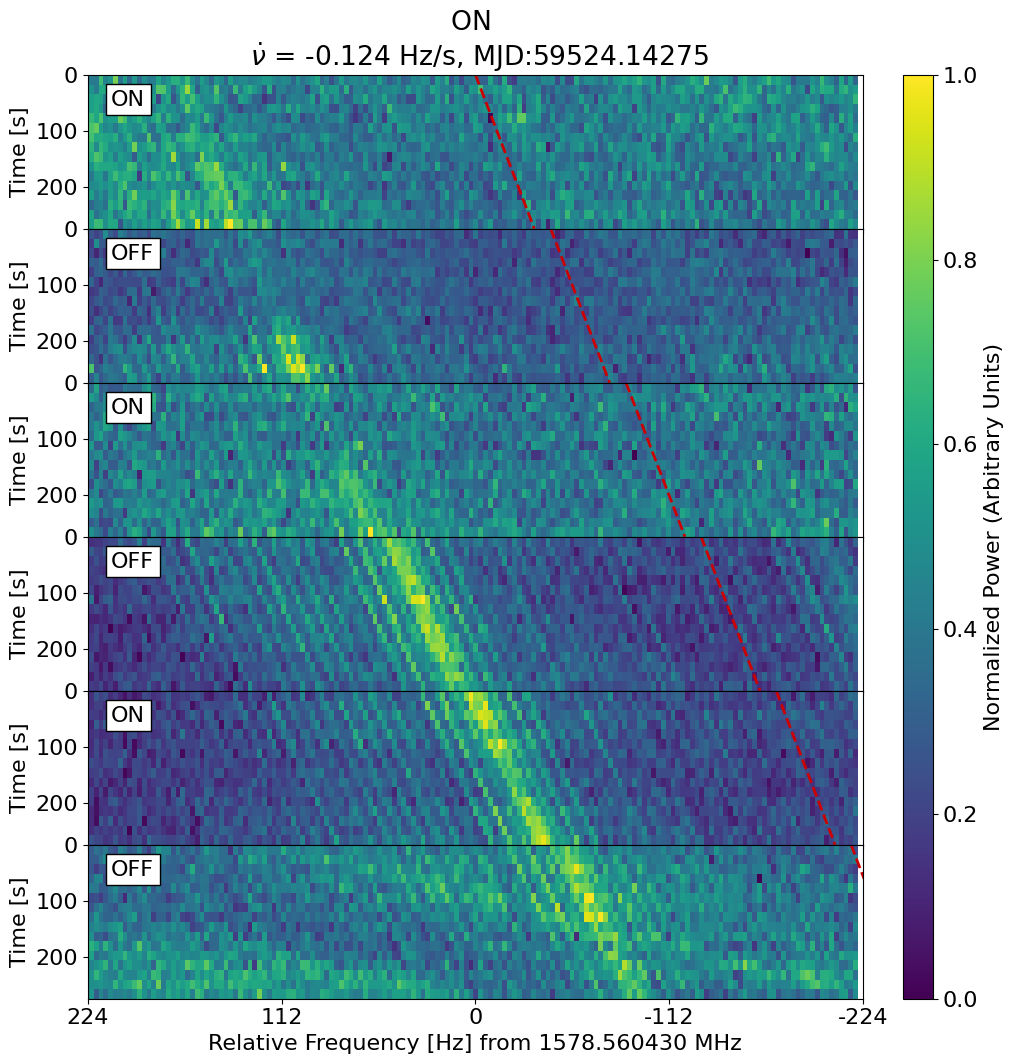 ON
ν̇ = -0.124 Hz/s, MJD:59524.14275
0
ON
100
Time [s]
200
0
OFF
100
Time [s]
200
0
ON
100
Time [s]
200
0
OFF
100
Time [s]
200
0
ON
100
Time [s]
200
0
OFF
100
Time [s]
200
224 112 0 -112 -224
Relative Frequency [Hz] from 1578.560430 MHz
1.0
0.8
0.6
0.4
0.2
0.0
Normalized Power (Arbitrary Units)